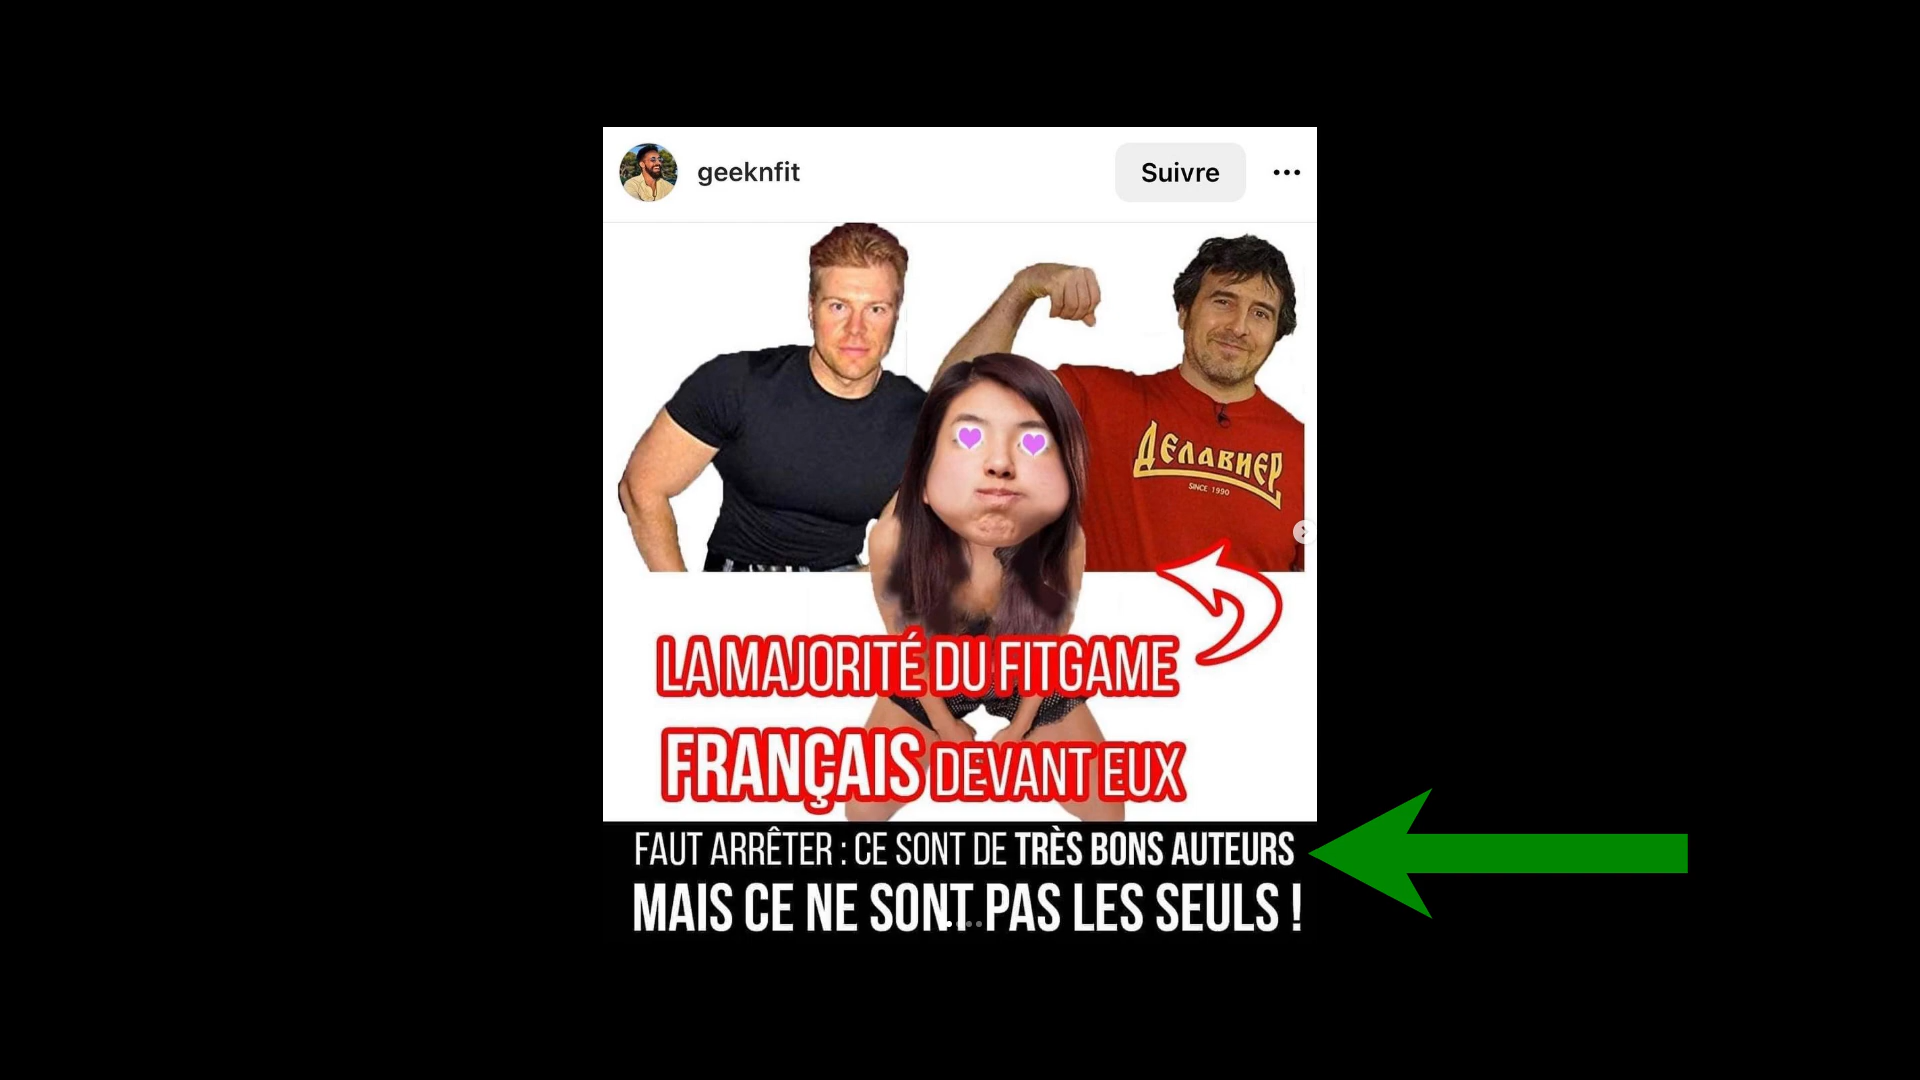 geeknfit
Suivre
ДЕЛАВИЕР
SINCE 1990
LA MAJORITÉ DU FITGAME
FRANÇAIS DEVANT EUX
FAUT ARRÊTER : CE SONT DE TRÈS BONS AUTEURS
MAIS CE NE SONT PAS LES SEULS !